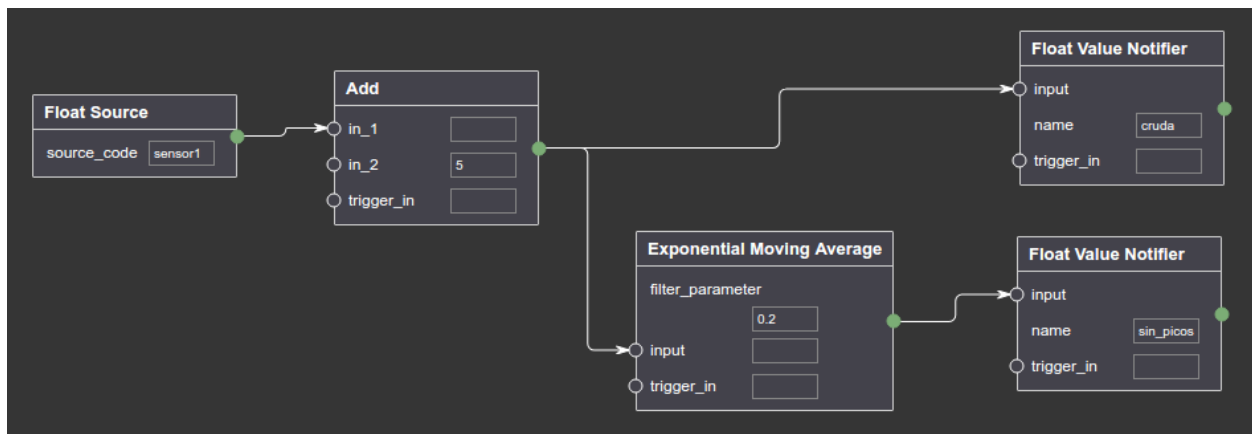 Float Source
source_code sensor1
Add
in_1
in_2 5
trigger_in
Float Value Notifier
input
name cruda
trigger_in
Exponential Moving Average
filter_parameter
0.2
input
trigger_in
Float Value Notifier
input
name sin_picos
trigger_in